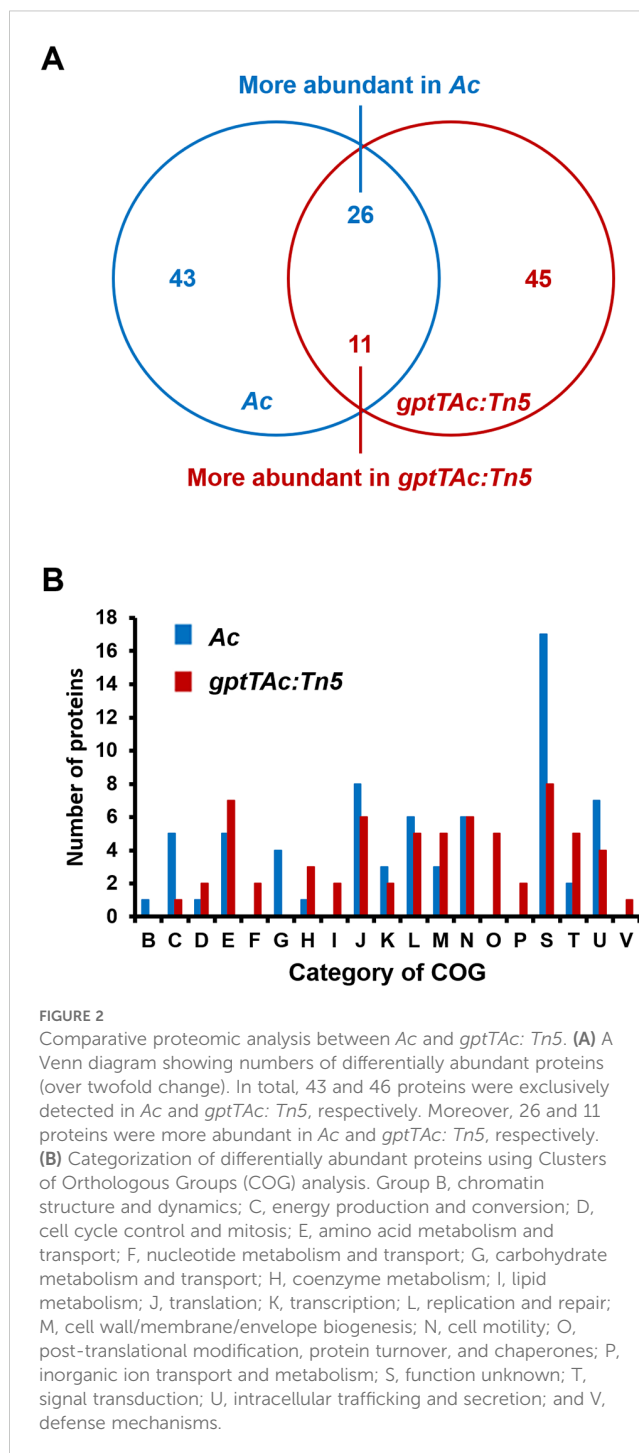 A
More abundant in Ac
26
43
45
11
Ac
gptTAc:Tn5
More abundant in gptTAc:Tn5
B
18
16
14
12
10
8
6
4
2
0
Number of proteins
Ac
gptTAc:Tn5
B C D E F G H I J K L M N O P S T U V
Category of COG
FIGURE 2
Comparative proteomic analysis between Ac and gptTAc: Tn5. (A) A
Venn diagram showing numbers of differentially abundant proteins
(over twofold change). In total, 43 and 46 proteins were exclusively
detected in Ac and gptTAc: Tn5, respectively. Moreover, 26 and 11
proteins were more abundant in Ac and gptTAc: Tn5, respectively.
(B) Categorization of differentially abundant proteins using Clusters
of Orthologous Groups (COG) analysis. Group B, chromatin
structure and dynamics; C, energy production and conversion; D,
cell cycle control and mitosis; E, amino acid metabolism and
transport; F, nucleotide metabolism and transport; G, carbohydrate
metabolism and transport; H, coenzyme metabolism; I, lipid
metabolism; J, translation; K, transcription; L, replication and repair;
M, cell wall/membrane/envelope biogenesis; N, cell motility; O,
post-translational modification, protein turnover, and chaperones; P,
inorganic ion transport and metabolism; S, function unknown; T,
signal transduction; U, intracellular trafficking and secretion; and V,
defense mechanisms.